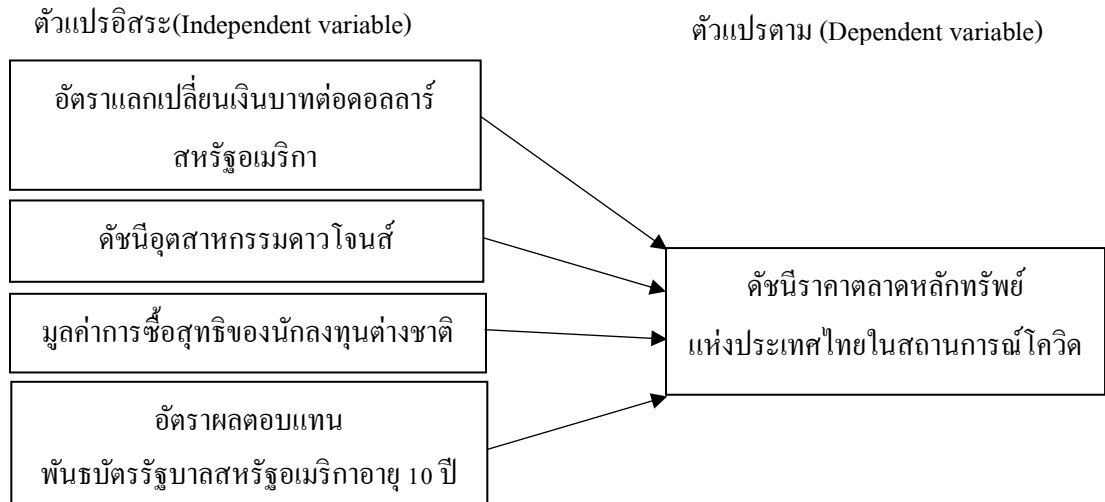 ตัวแปรอิสระ(Independent variable)
ตัวแปรตาม (Dependent variable)
อัตราแลกเปลี่ยนเงินบาทต่อดอลลาร์
สหรัฐอเมริกา
ดัชนีอุตสาหกรรมดาวโจนส์
มูลค่าการซื้อสุทธิของนักลงทุนต่างชาติ
อัตราผลตอบแทน
พันธบัตรรัฐบาลสหรัฐอเมริกาอายุ 10 ปี
ดัชนีราคาตลาดหลักทรัพย์
แห่งประเทศไทยในสถานการณ์โควิด